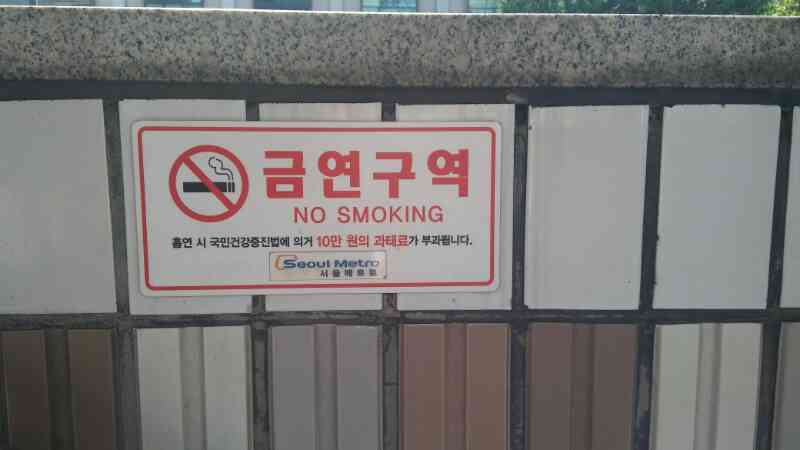 금연구역
NO SMOKING
흡연 시 국민건강증진법에 의거 10만 원의 과태료가 부과됩니다.
Seoul Metro
서울메트로